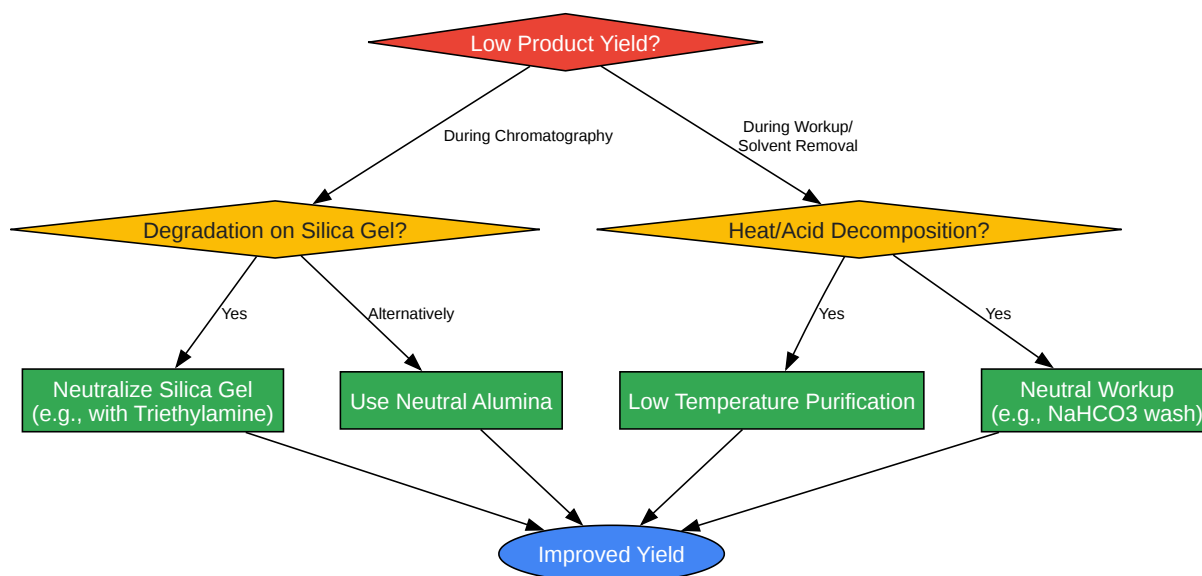 Low Product Yield?
During Chromatography
During Workup/
Solvent Removal
Degradation on Silica Gel?
Heat/Acid Decomposition?
Yes
Alternatively
Yes
Yes
Neutralize Silica Gel
(e.g., with Triethylamine)
Use Neutral Alumina
Low Temperature Purification
Neutral Workup
(e.g., NaHCO3 wash)
Improved Yield